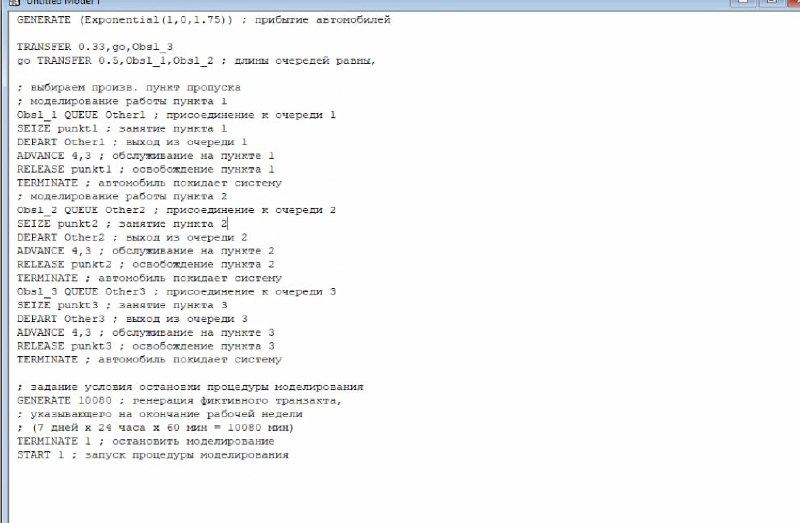 Untitled Model 1
GENERATE (Exponential(1,0,1.75)) ; прибытие автомобилей
TRANSFER 0.33,go,Obsl_3
go TRANSFER 0.5,Obsl_1,Obsl_2 ; длины очередей равны,
; выбираем произв. пункт пропуска
; моделирование работы пункта 1
Obsl_1 QUEUE Other1 ; присоединение к очереди 1
SEIZE punkt1 ; занятие пункта 1
DEPART Other1 ; выход из очереди 1
ADVANCE 4,3 ; обслуживание на пункте 1
RELEASE punkt1 ; освобождение пункта 1
TERMINATE ; автомобиль покидает систему
; моделирование работы пункта 2
Obsl_2 QUEUE Other2 ; присоединение к очереди 2
SEIZE punkt2 ; занятие пункта 2
DEPART Other2 ; выход из очереди 2
ADVANCE 4,3 ; обслуживание на пункте 2
RELEASE punkt2 ; освобождение пункта 2
TERMINATE ; автомобиль покидает систему
Obsl_3 QUEUE Other3 ; присоединение к очереди 3
SEIZE punkt3 ; занятие пункта 3
DEPART Other3 ; выход из очереди 3
ADVANCE 4,3 ; обслуживание на пункте 3
RELEASE punkt3 ; освобождение пункта 3
TERMINATE ; автомобиль покидает систему
; задание условия остановки процедуры моделирования
GENERATE 10080 ; генерация фиктивного транзакта,
; указывающего на окончание рабочей недели
; (7 дней х 24 часа х 60 мин = 10080 мин)
TERMINATE 1 ; остановить моделирование
START 1 ; запуск процедуры моделирования